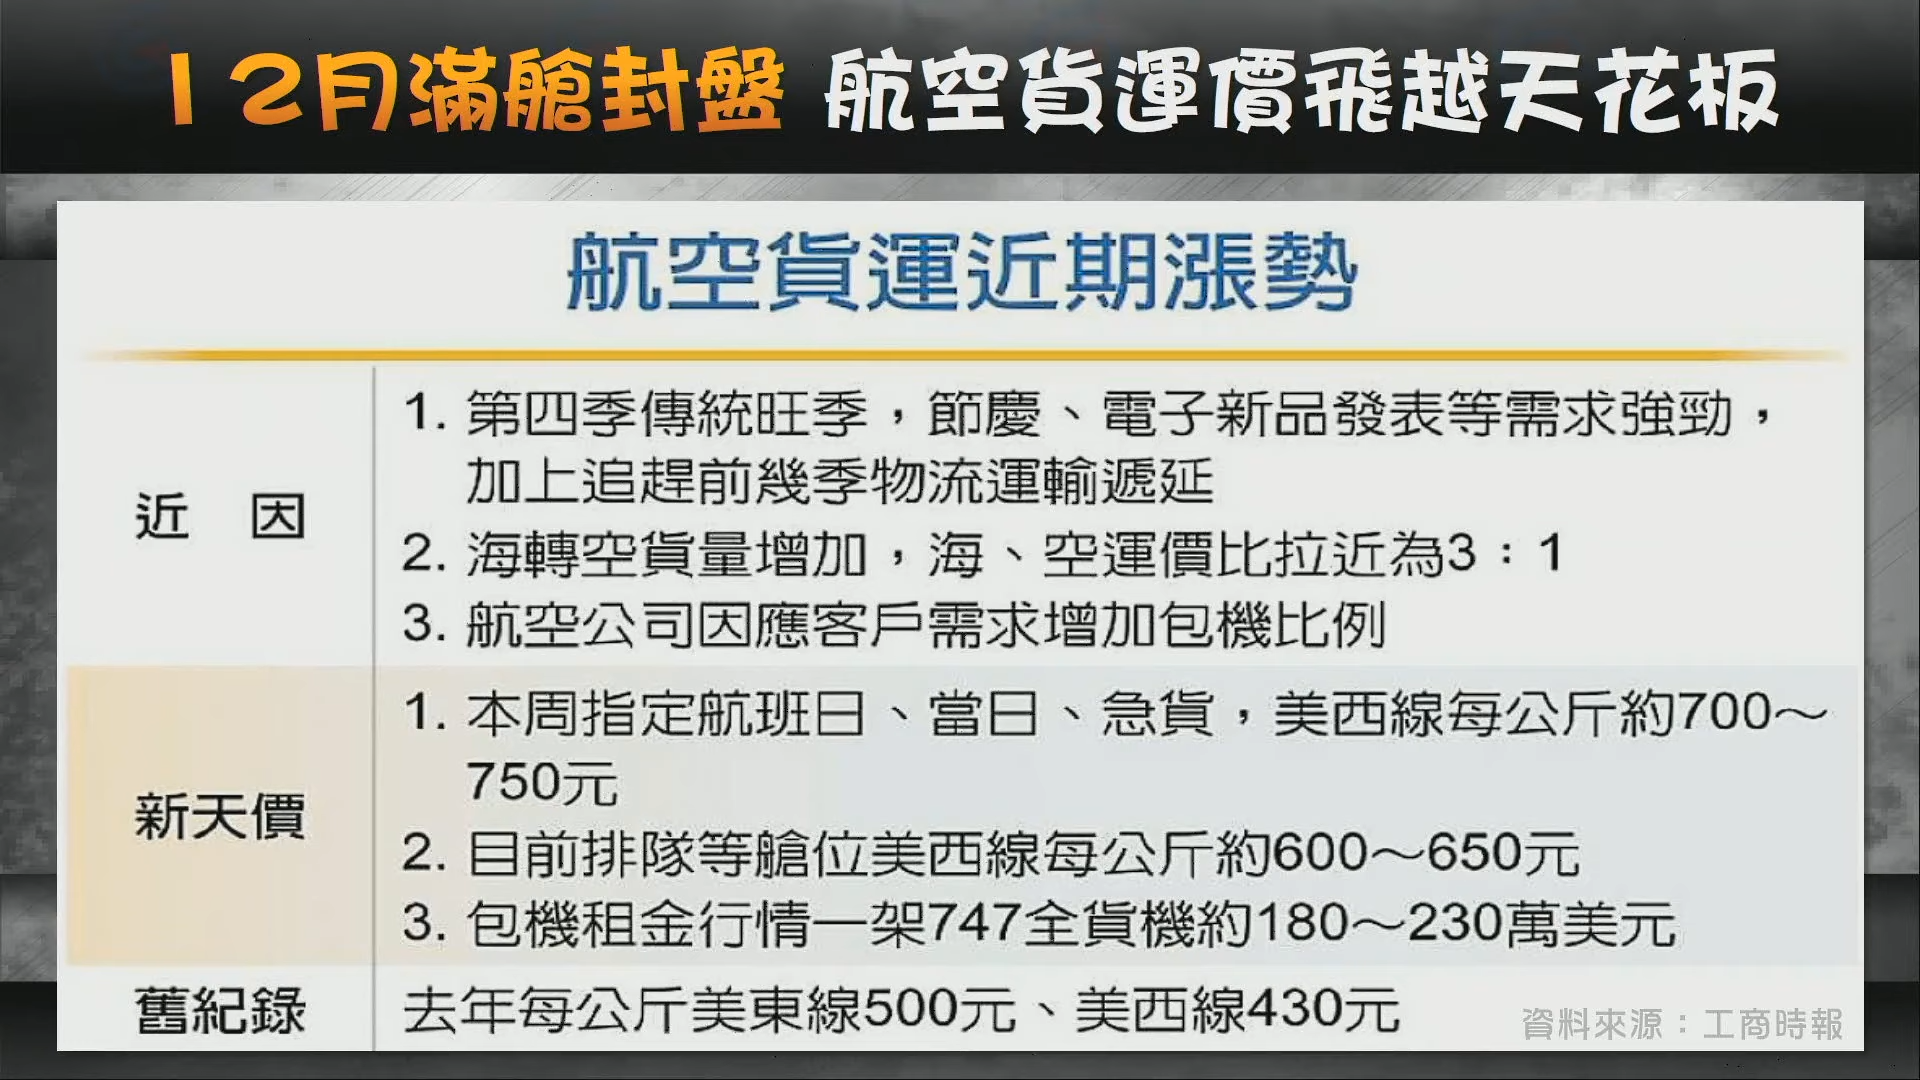 12月滿艙封盤 航空貨運價飛越天花板
航空貨運近期漲勢
近　因
1. 第四季傳統旺季，節慶、電子新品發表等需求強勁，
加上追趕前幾季物流運輸遞延
2. 海轉空貨量增加，海、空運價比拉近為3：1
3. 航空公司因應客戶需求增加包機比例
新天價
1. 本周指定航班日、當日、急貨，美西線每公斤約700～
750元
2. 目前排隊等艙位美西線每公斤約600～650元
3. 包機租金行情一架747全貨機約180～230萬美元
舊紀錄
去年每公斤美東線500元、美西線430元
資料來源：工商時報